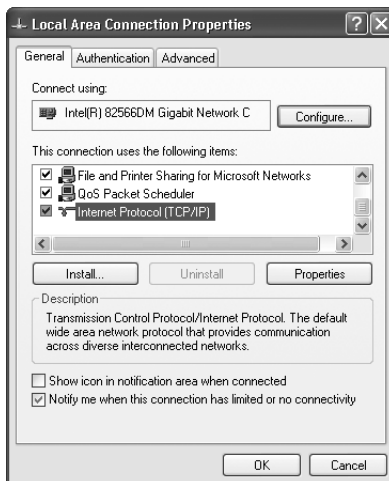 Local Area Connection Properties
General Authentication Advanced
Connect using:
Intel(R) 82566DM Gigabit Network C Configure...
This connection uses the following items:
File and Printer Sharing for Microsoft Networks
QoS Packet Scheduler
Internet Protocol (TCP/IP)
Install... Uninstall Properties
Description
Transmission Control Protocol/Internet Protocol. The default
wide area network protocol that provides communication
across diverse interconnected networks.
Show icon in notification area when connected
Notify me when this connection has limited or no connectivity
OK Cancel